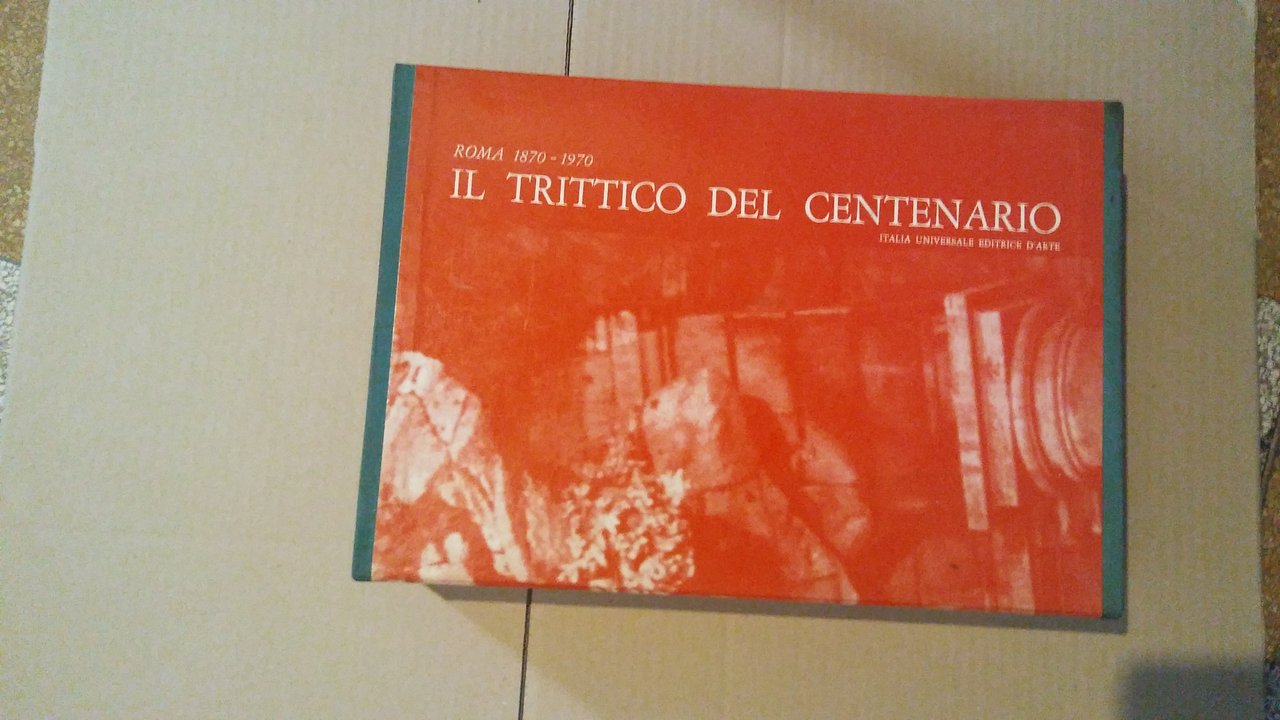 ROMA 1870 - 1970
IL TRITTICO DEL CENTENARIO
ITALIA UNIVERSALE EDITRICE D'ARTE